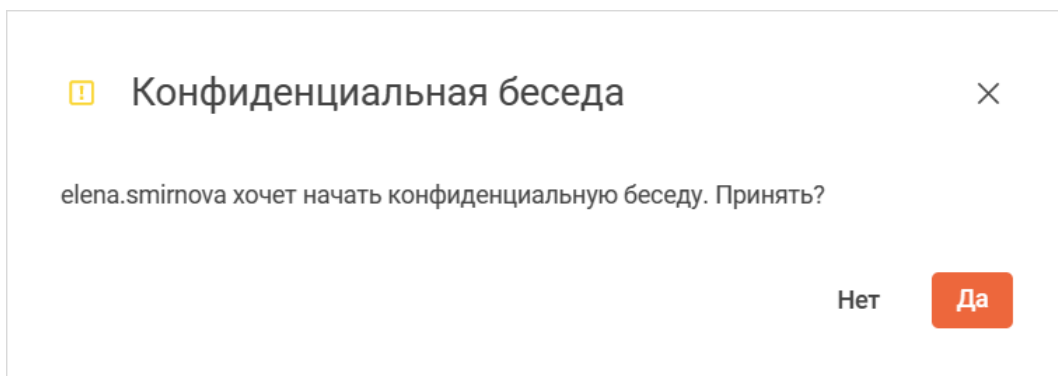 Конфиденциальная беседа
elena.smirnova хочет начать конфиденциальную беседу. Принять?
Нет Да